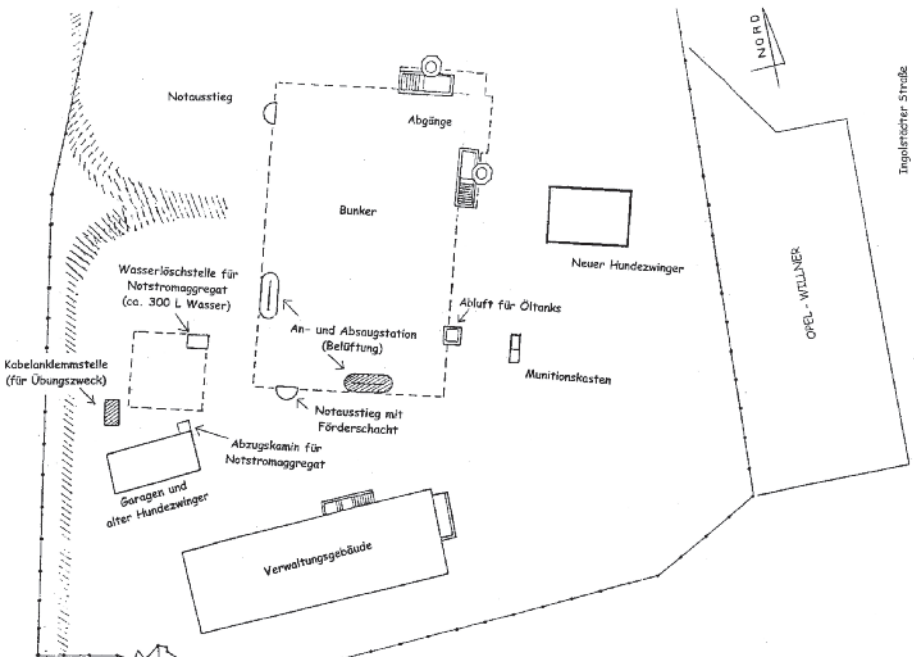 NORD
Ingolstädter Straße
Notausstieg
Abgänge
Bunker
Neuer Hundezwinger
OPEL - WILLNER
Wasserlöschstelle für
Notstromaggregat
(ca. 300 L Wasser)
Abluft für Öltanks
An- und Absaugstation
(Belüftung)
Kabelanklemmstelle
(für Übungszweck)
Munitionskasten
Notausstieg mit
Förderschacht
Abzugskamin für
Notstromaggregat
Garagen und
alter Hundezwinger
Verwaltungsgebäude